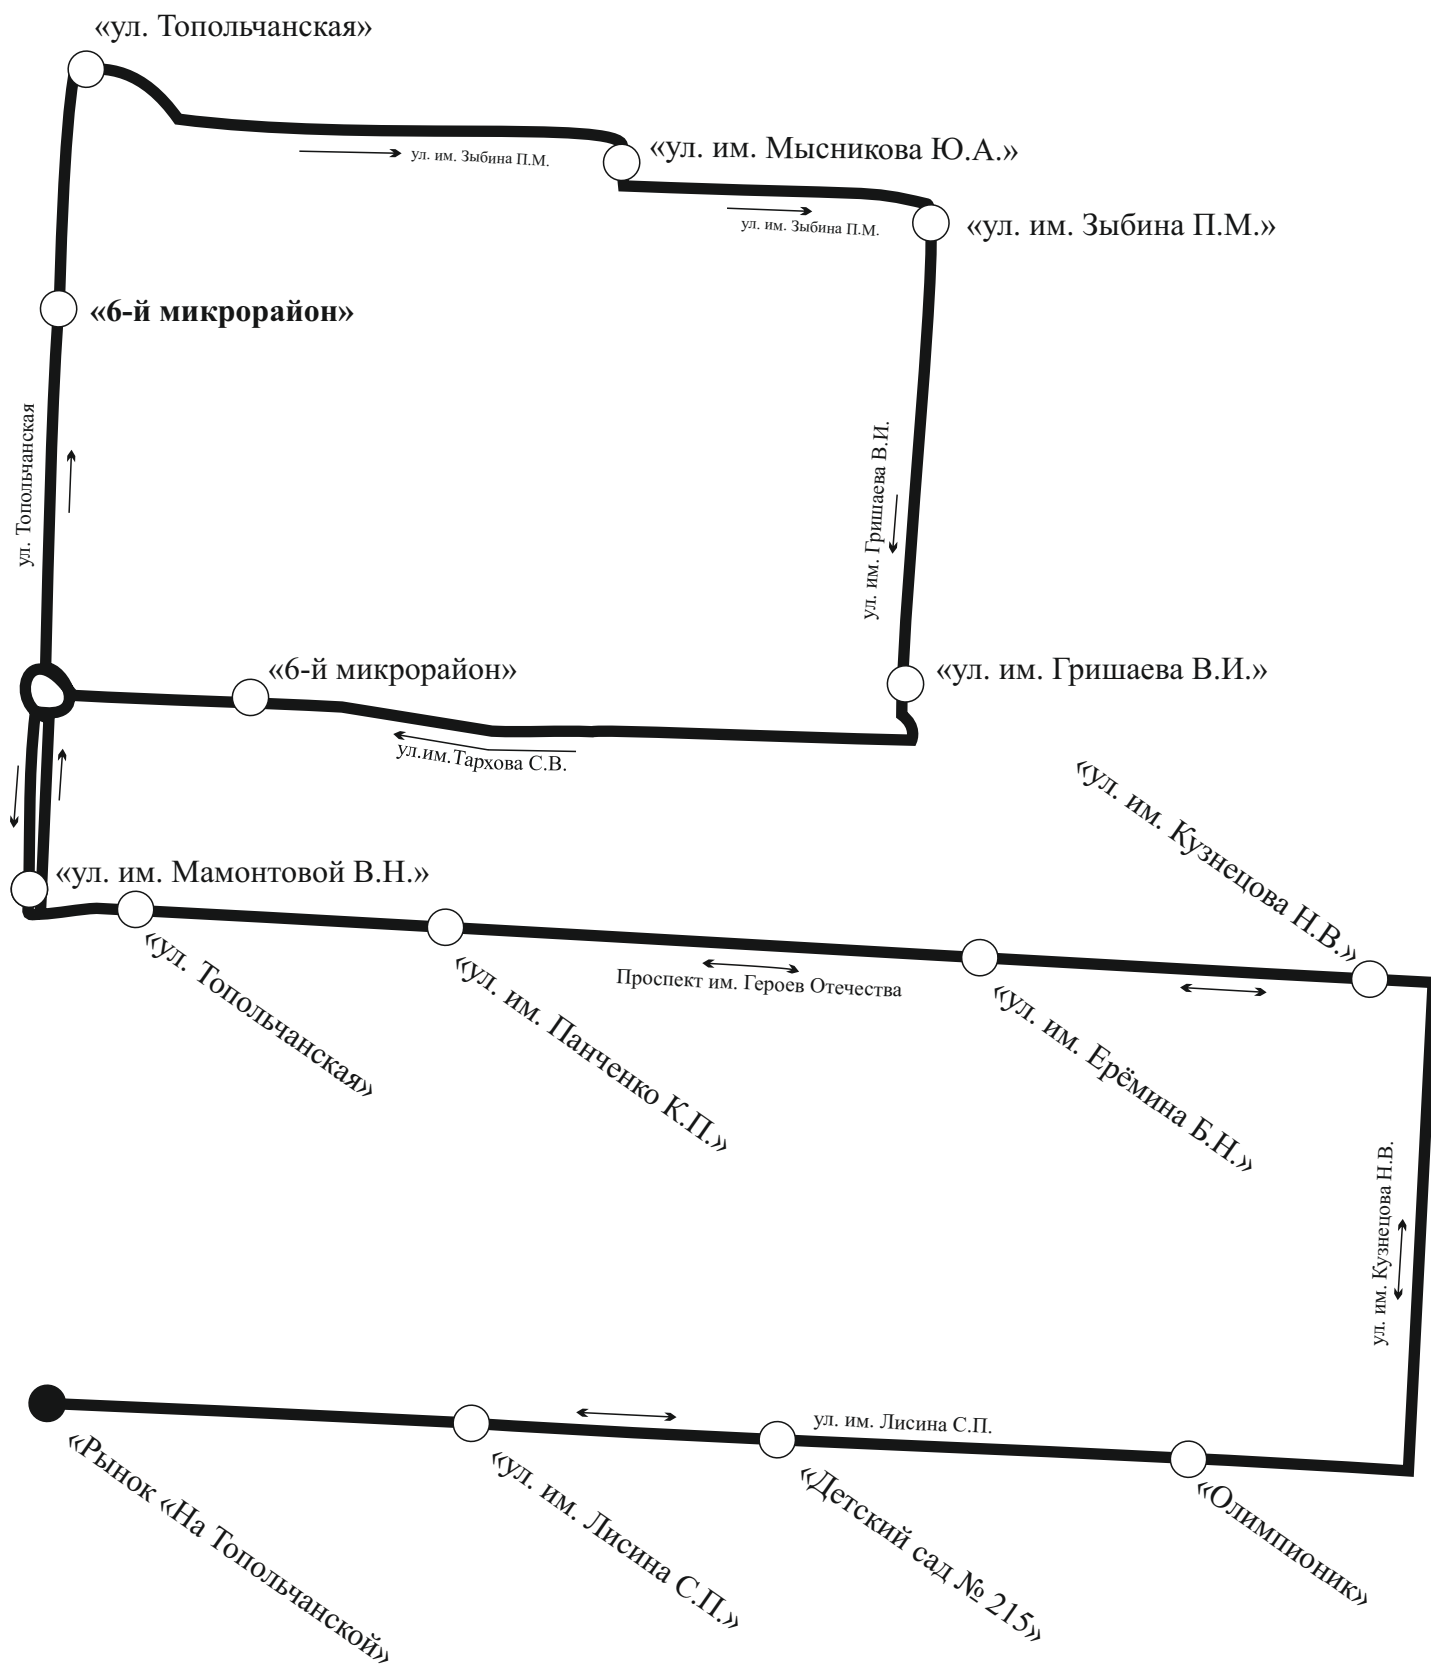 «ул. Топольчанская»
«ул. им. Мысникова Ю.А.»
ул. им. Зыбина П.М.
«ул. им. Зыбина П.М.»
ул. им. Зыбина П.М.
«6-й микрорайон»
ул. Топольчанская
ул. им. Гришаева В.И.
«6-й микрорайон»
«ул. им. Гришаева В.И.»
ул.им.Тархова С.В.
«ул. им. Кузнецова Н.В.»
«ул. им. Мамонтовой В.Н.»
«ул. Топольчанская»
«ул. им. Панченко К.П.»
Проспект им. Героев Отечества
«ул. им. Ерёмина Б.Н.»
ул. им. Кузнецова Н.В.
ул. им. Лисина С.П.
«Рынок «На Топольчанской»
«ул. им. Лисина С.П.»
«Детский сад № 215»
«Олимпионик»